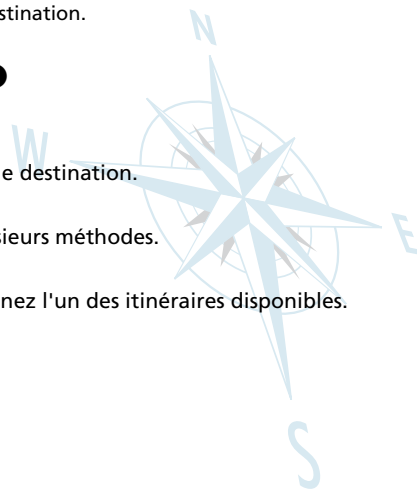 stination.
N
W
e destination.
E
sieurs méthodes.
nez l'un des itinéraires disponibles.
S